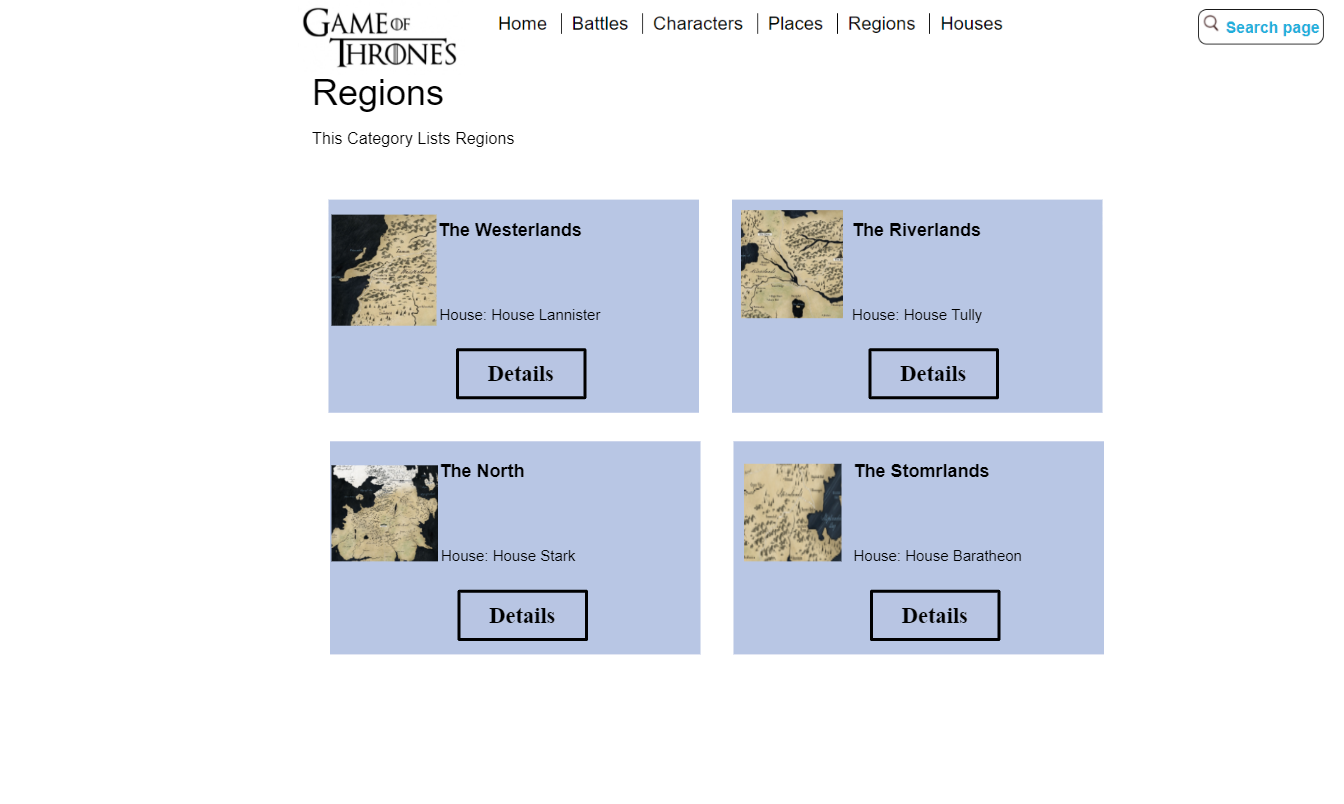 GAME OF
THRONES
Home
Battles
Characters
Places
Regions
Houses
Search page
Regions
This Category Lists Regions
The Westerlands
House: House Lannister
Details
The Riverlands
House: House Tully
Details
The North
House: House Stark
Details
The Stomrlands
House: House Baratheon
Details